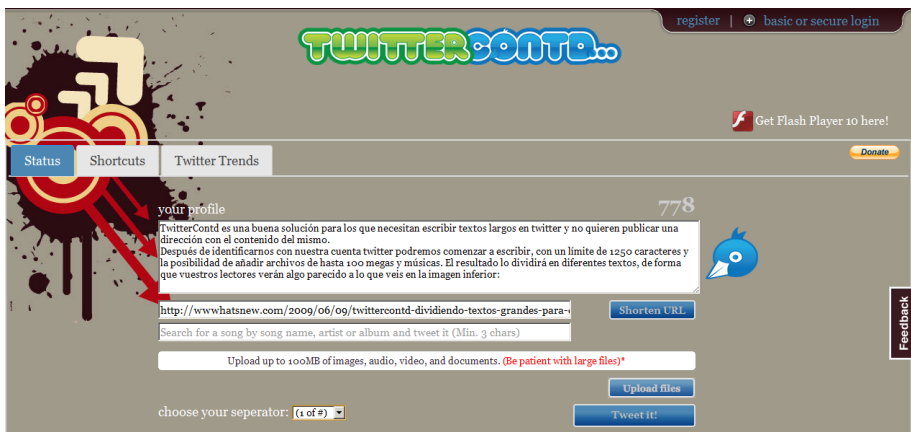 register | basic or secure login
TWITTERCONTD...
Get Flash Player 10 here!
Status Shortcuts Twitter Trends
Donate
your profile 778
TwitterContd es una buena solución para los que necesitan escribir textos largos en twitter y no quieren publicar una
dirección con el contenido del mismo.
Después de identificarnos con nuestra cuenta twitter podremos comenzar a escribir, con un límite de 1250 caracteres y
la posibilidad de añadir archivos de hasta 100 megas y músicas. El resultado lo dividirá en diferentes textos, de forma
que vuestros lectores verán algo parecido a lo que veis en la imagen inferior:
http://wwwhatsnew.com/2009/06/09/twittercontd-dividiendo-textos-grandes-para-
Shorten URL
Search for a song by song name, artist or album and tweet it (Min. 3 chars)
Upload up to 100MB of images, audio, video, and documents. (Be patient with large files)*
Upload files
choose your seperator: (1 of #)
Tweet it!
Feedback